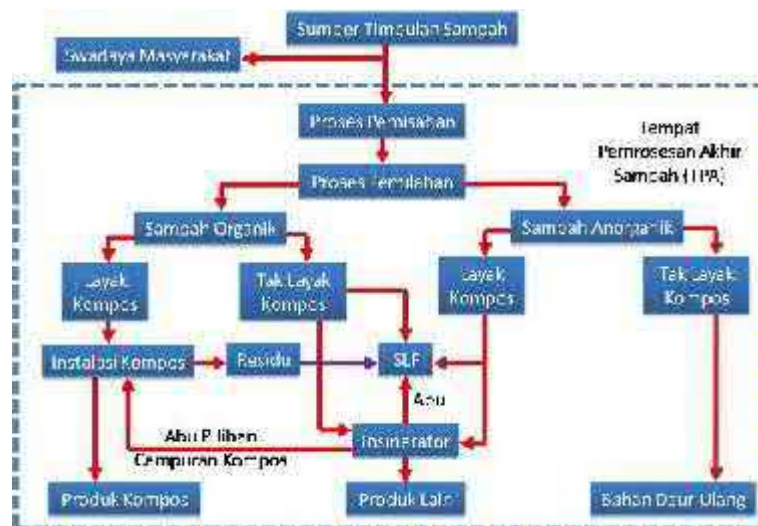 Sumber Timbulan Sampah
Swadaya Masyarakat
Proses Pemisahan
Tempat
Pemrosesan Akhir
Sampah (TPA)
Proses Pemilahan
Sampah Organik
Sampah Anorganik
Layak
Kompos
Tak Layak
Kompos
Layak
Kompos
Tak Layak
Kompos
Instalasi Kompos
Residu
SLF
Abu
Abu Pilihan
Campuran Kompos
Insinerator
Produk Kompos
Produk Lain
Bahan Daur Ulang